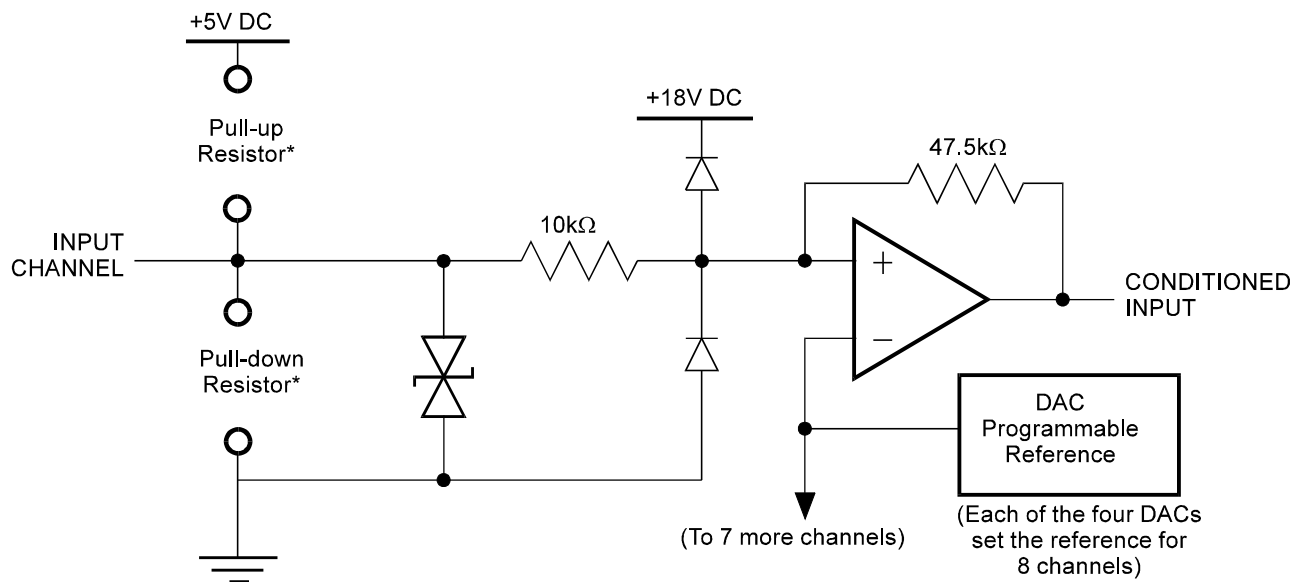 +5V DC
Pull-up
Resistor*
+18V DC
47.5kΩ
10kΩ
INPUT
CHANNEL
+
−
CONDITIONED
INPUT
Pull-down
Resistor*
DAC
Programmable
Reference
(To 7 more channels)
(Each of the four DACs
set the reference for
8 channels)